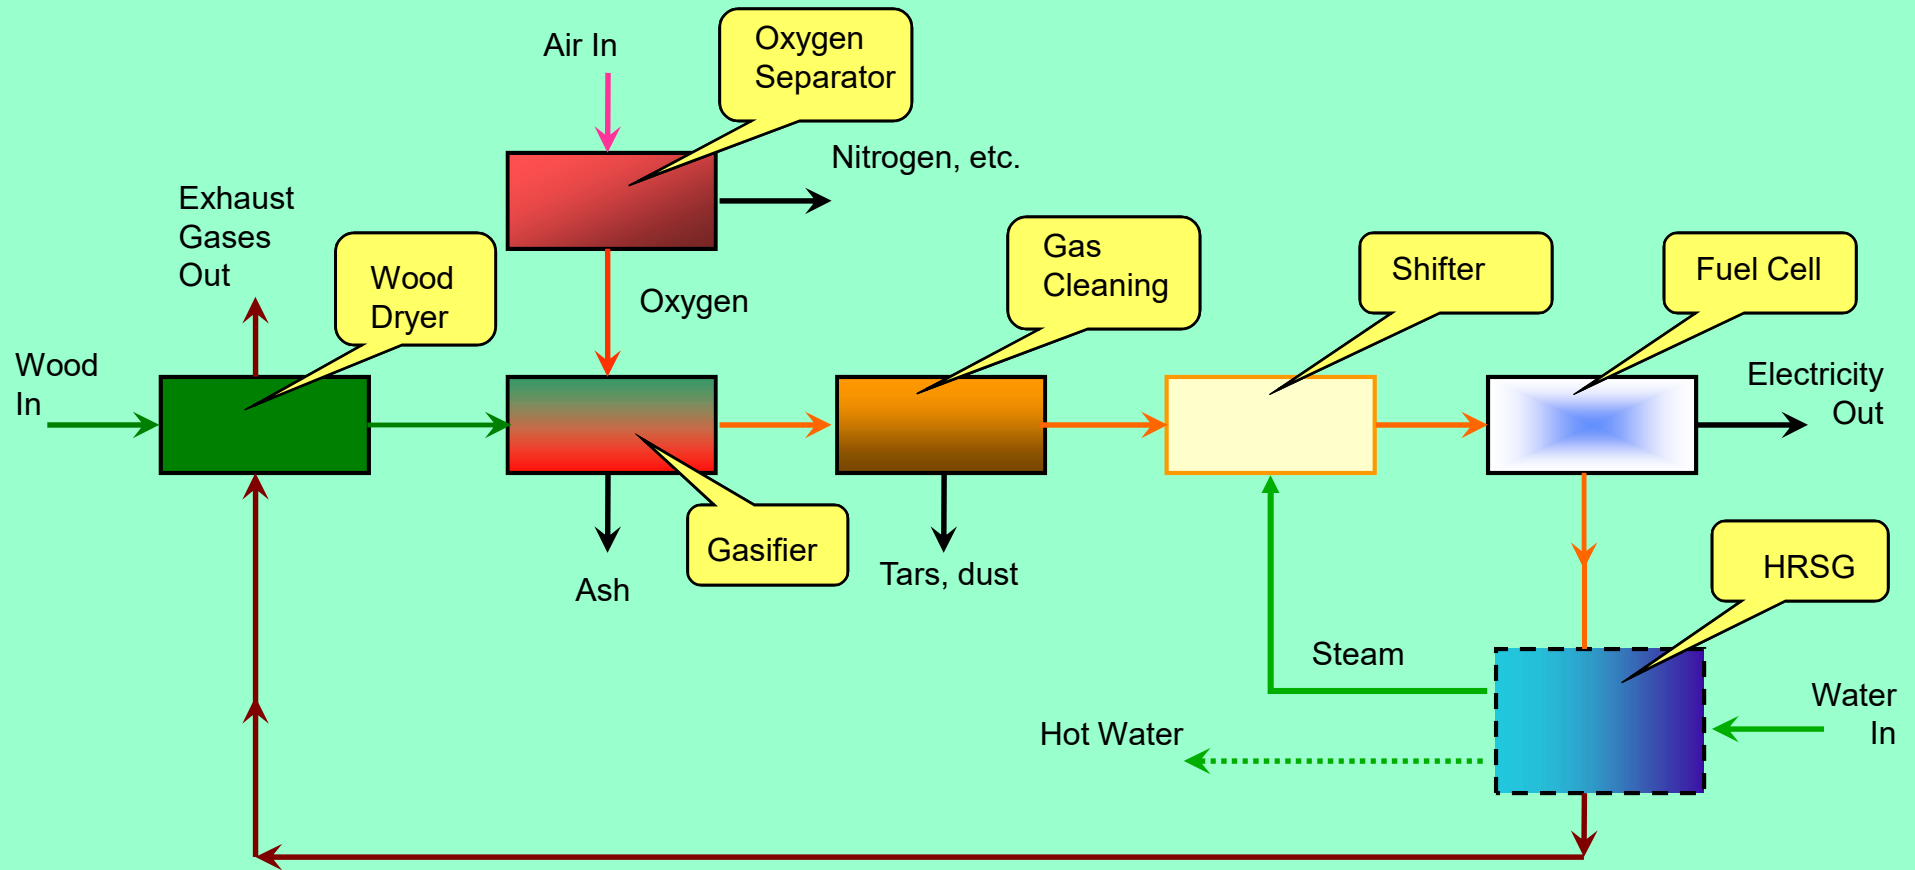 Air In
Oxygen
Separator
Nitrogen, etc.
Exhaust
Gases
Out
Wood
Dryer
Oxygen
Gas
Cleaning
Shifter
Fuel Cell
Wood
In
Electricity
Out
Gasifier
Ash
Tars, dust
HRSG
Steam
Hot Water
Water
In